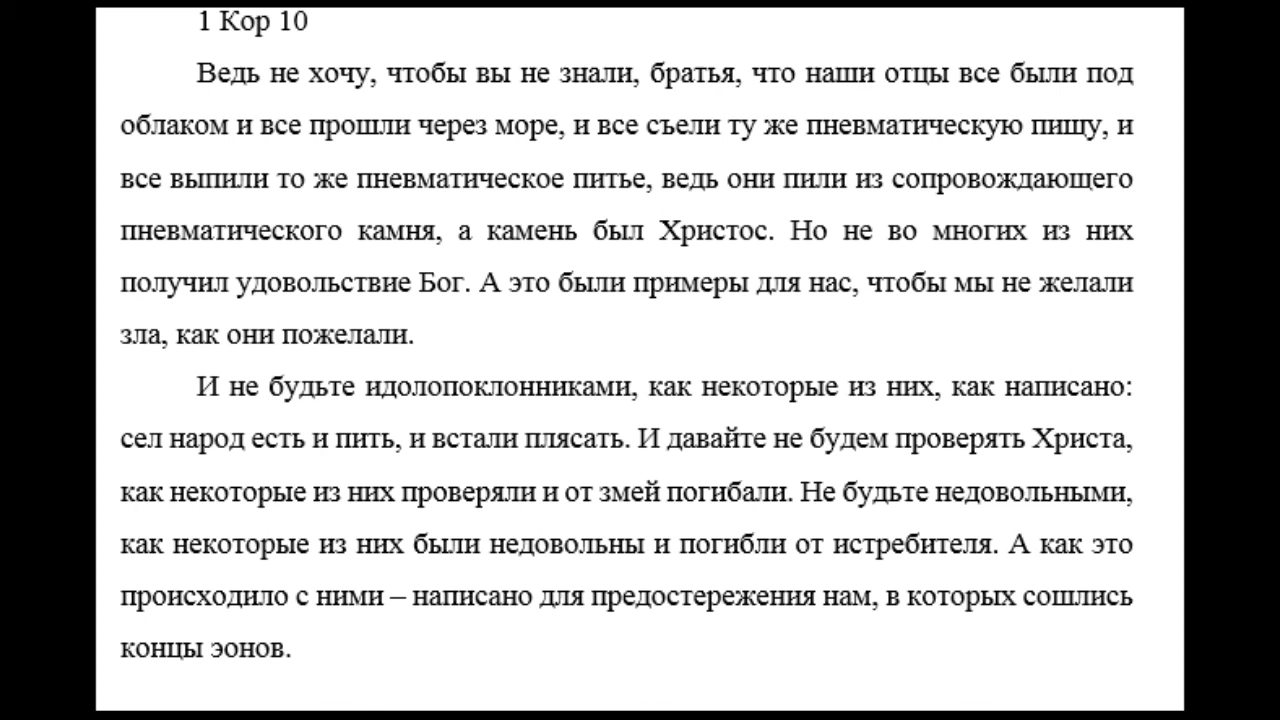 1 Кор 10
Ведь не хочу, чтобы вы не знали, братья, что наши отцы все были под
облаком и все прошли через море, и все съели ту же пневматическую пищу, и
все выпили то же пневматическое питье, ведь они пили из сопровождающего
пневматического камня, а камень был Христос. Но не во многих из них
получил удовольствие Бог. А это были примеры для нас, чтобы мы не желали
зла, как они пожелали.
И не будьте идолопоклонниками, как некоторые из них, как написано:
сел народ есть и пить, и встали плясать. И давайте не будем проверять Христа,
как некоторые из них проверяли и от змей погибали. Не будьте недовольными,
как некоторые из них были недовольны и погибли от истребителя. А как это
происходило с ними – написано для предостережения нам, в которых сошлись
концы эонов.